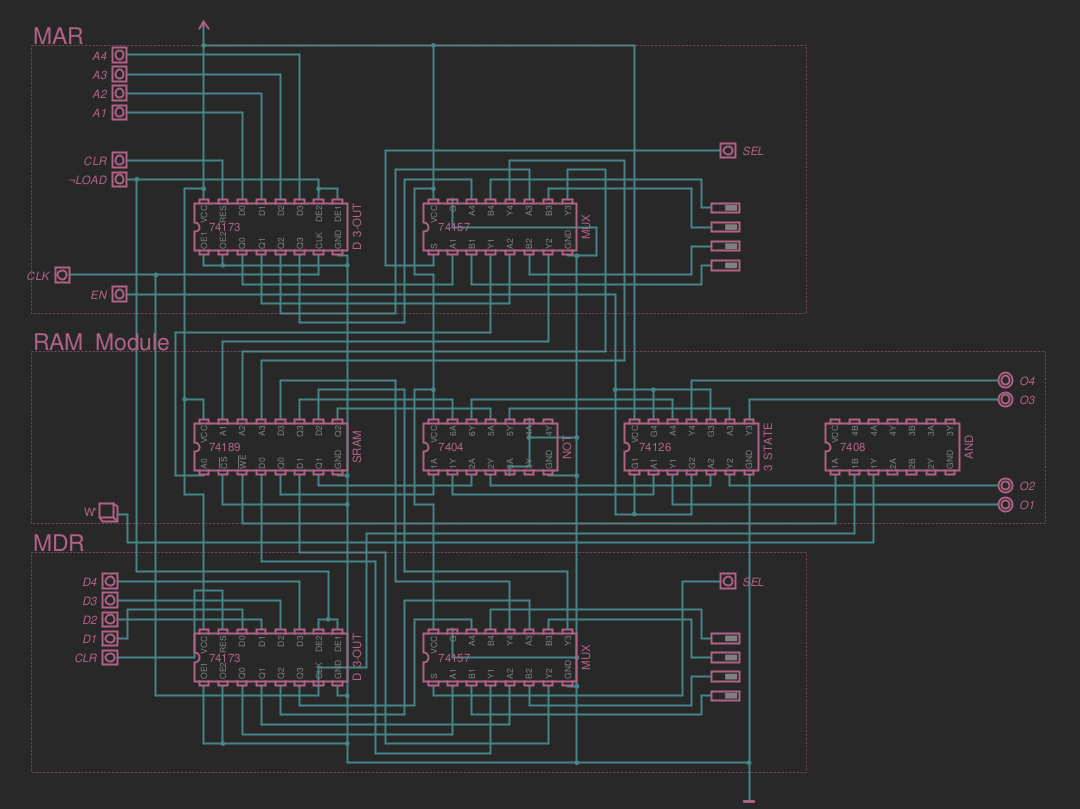 MAR
A4
A3
A2
A1
CLR
¬LOAD
SEL
VCC RES D0 D1 D2 D3 DE2 DE1
74173
OE1 OE2 Q0 Q1 Q2 Q3 CLK GND
D 3-OUT
VCC G A4 B4 Y4 A3 B3 Y3
74157
S A1 B1 Y1 A2 B2 Y2 GND
MUX
CLK
EN
RAM Module
O4
O3
VCC A1 A2 A3 D3 Q3 D2 Q2
74189
A0 CS WE D0 Q0 D1 Q1 GND
SRAM
VCC 6A 6Y 5A 5Y 4A 4Y
7404
1A 1Y 2A 2Y 3A 3Y GND
NOT
VCC G4 A4 Y4 G3 A3 Y3
74126
G1 A1 Y1 G2 A2 Y2 GND
3 STATE
VCC 4B 4A 4Y 3B 3A 3Y
7408
1A 1B 1Y 2A 2B 2Y GND
AND
O2
O1
W
MDR
D4
D3
D2
D1
CLR
SEL
VCC RES D0 D1 D2 D3 DE2 DE1
74173
OE1 OE2 Q0 Q1 Q2 Q3 CLK GND
D 3-OUT
VCC G A4 B4 Y4 A3 B3 Y3
74157
S A1 B1 Y1 A2 B2 Y2 GND
MUX